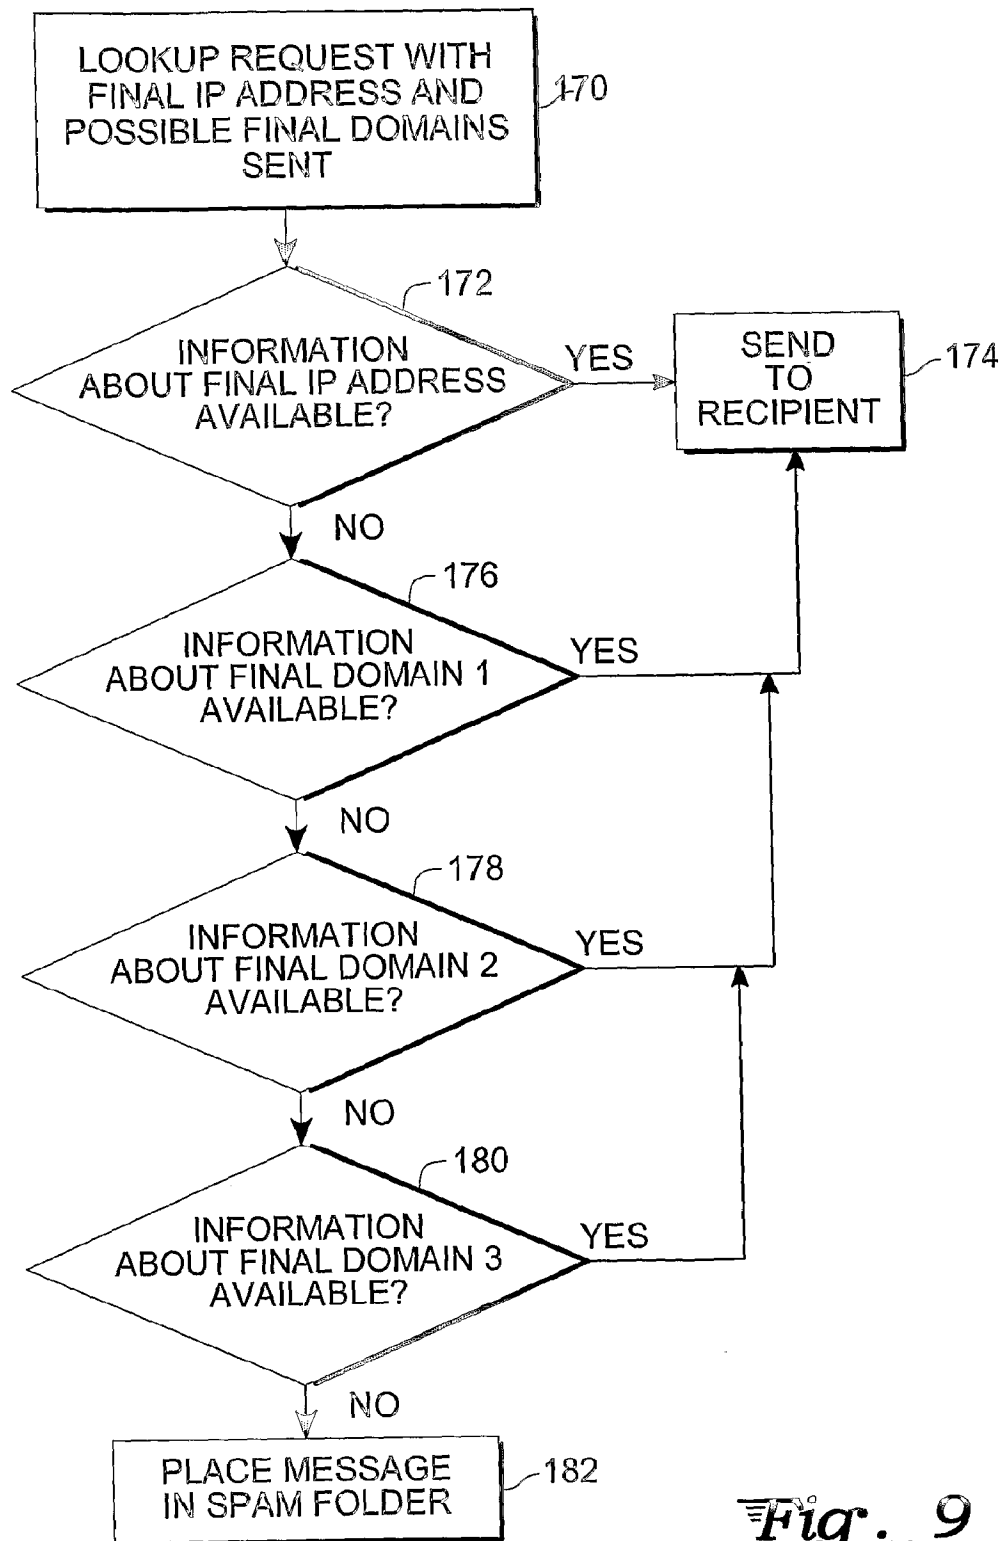 LOOKUP REQUEST WITH
FINAL IP ADDRESS AND
POSSIBLE FINAL DOMAINS
SENT
170
172
INFORMATION
ABOUT FINAL IP ADDRESS
AVAILABLE?
YES
SEND
TO
RECIPIENT
174
NO
176
INFORMATION
ABOUT FINAL DOMAIN 1
AVAILABLE?
YES
NO
178
INFORMATION
ABOUT FINAL DOMAIN 2
AVAILABLE?
YES
NO
180
INFORMATION
ABOUT FINAL DOMAIN 3
AVAILABLE?
YES
NO
PLACE MESSAGE
IN SPAM FOLDER
182
Fig. 9